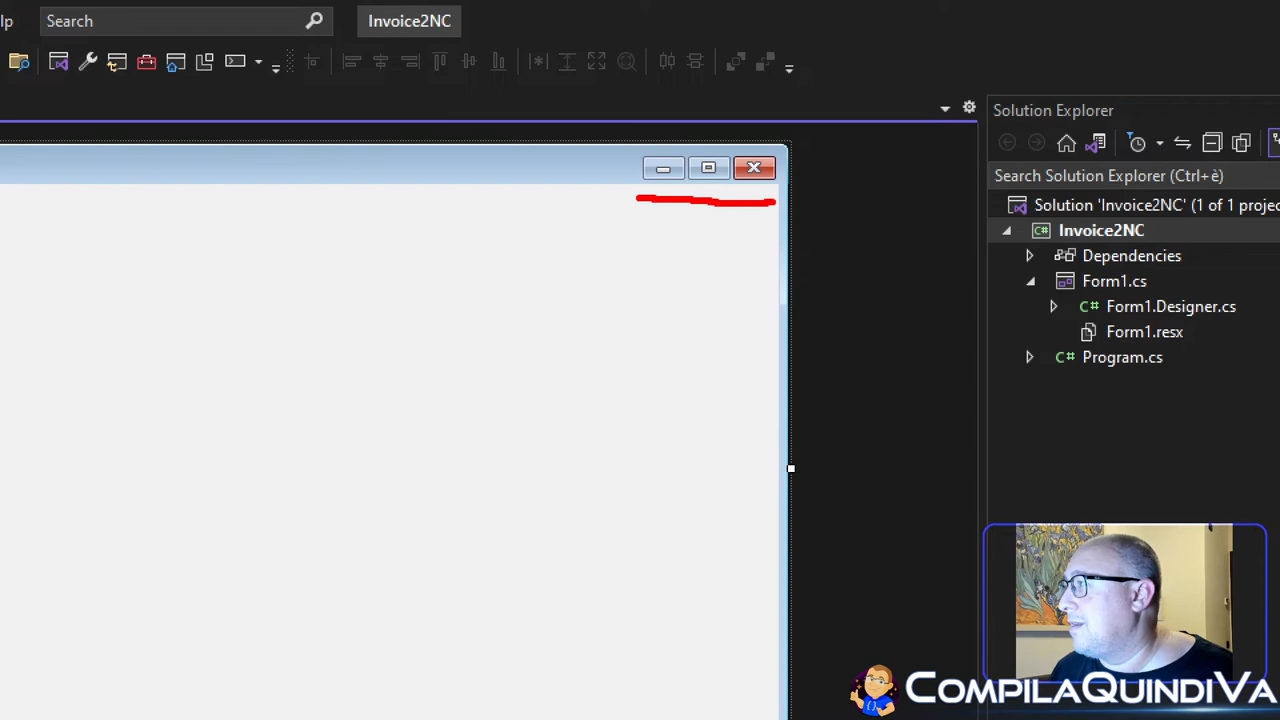 lp
Search
Invoice2NC
Solution Explorer
Search Solution Explorer (Ctrl+è)
Solution 'Invoice2NC' (1 of 1 projec
C# Invoice2NC
Dependencies
Form1.cs
C# Form1.Designer.cs
Form1.resx
C# Program.cs
COMPILAQUINDIVA